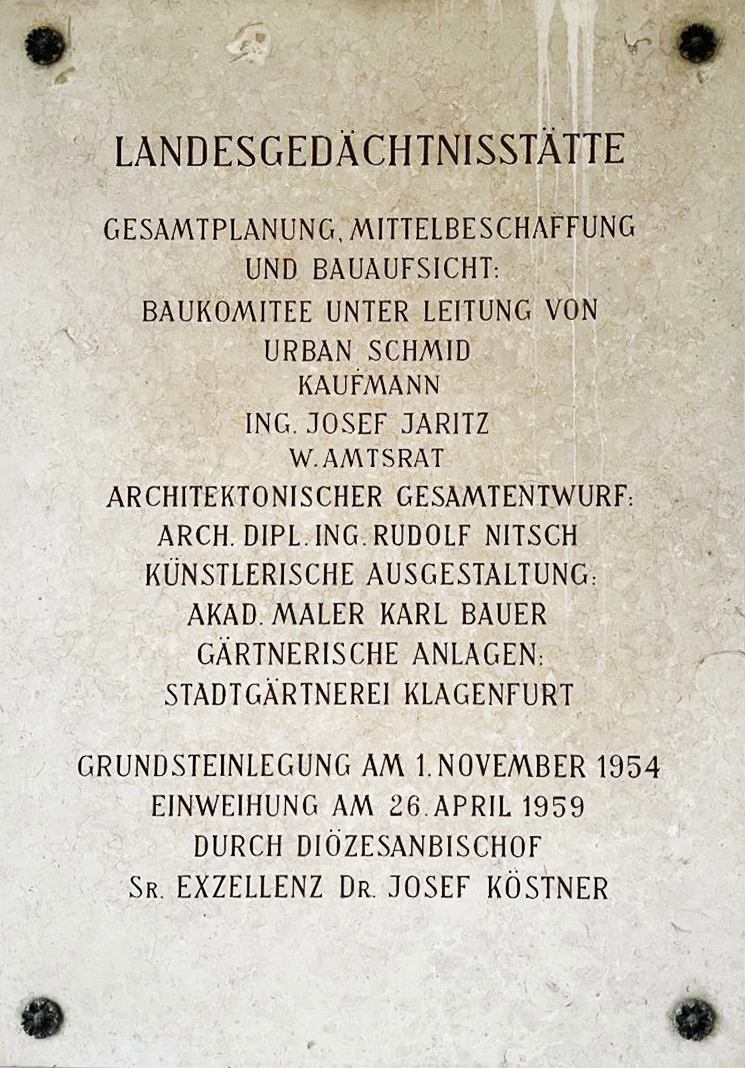 LANDESGEDÄCHTNISSTÄTTE
GESAMTPLANUNG, MITTELBESCHAFFUNG
UND BAUAUFSICHT:
BAUKOMITEE UNTER LEITUNG VON
URBAN SCHMID
KAUFMANN
ING. JOSEF JARITZ
W. AMTSRAT
ARCHITEKTONISCHER GESAMTENTWURF:
ARCH. DIPL. ING. RUDOLF NITSCH
KÜNSTLERISCHE AUSGESTALTUNG:
AKAD. MALER KARL BAUER
GÄRTNERISCHE ANLAGEN:
STADTGÄRTNEREI KLAGENFURT
GRUNDSTEINLEGUNG AM 1. NOVEMBER 1954
EINWEIHUNG AM 26. APRIL 1959
DURCH DIÖZESANBISCHOF
SR. EXZELLENZ DR. JOSEF KÖSTNER